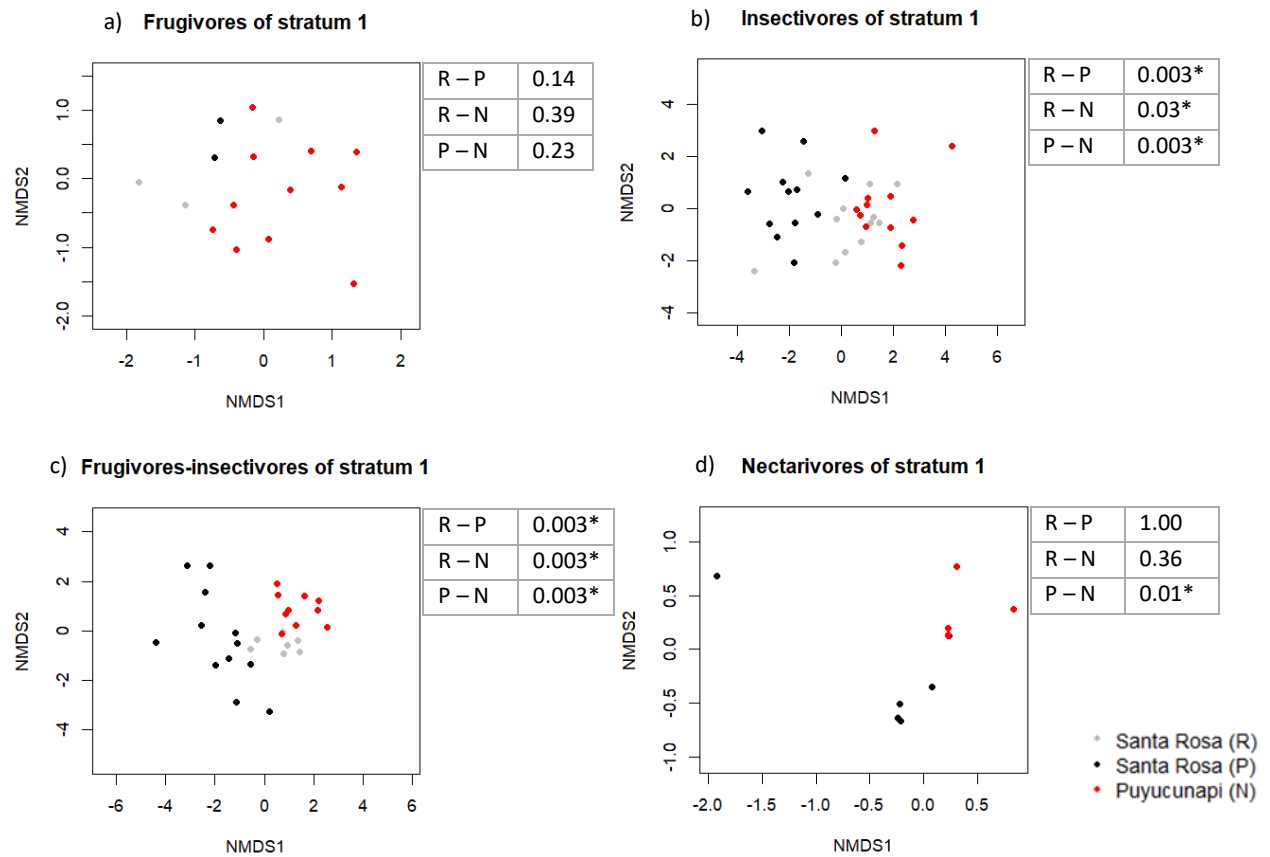 a) Frugivores of stratum 1
R – P 0.14
R – N 0.39
P – N 0.23
1.0
0.0
-1.0
-2.0
NMDS2
-2 -1 0 1 2
NMDS1
b) Insectivores of stratum 1
R – P 0.003*
R – N 0.03*
P – N 0.003*
4
2
0
-2
-4
NMDS2
-4 -2 0 2 4 6
NMDS1
c) Frugivores-insectivores of stratum 1
R – P 0.003*
R – N 0.003*
P – N 0.003*
4
2
0
-2
-4
NMDS2
-6 -4 -2 0 2 4 6
NMDS1
d) Nectarivores of stratum 1
R – P 1.00
R – N 0.36
P – N 0.01*
1.0
0.5
0.0
-0.5
-1.0
NMDS2
-2.0 -1.5 -1.0 -0.5 0.0 0.5
NMDS1
Santa Rosa (R)
Santa Rosa (P)
Puyucunapi (N)